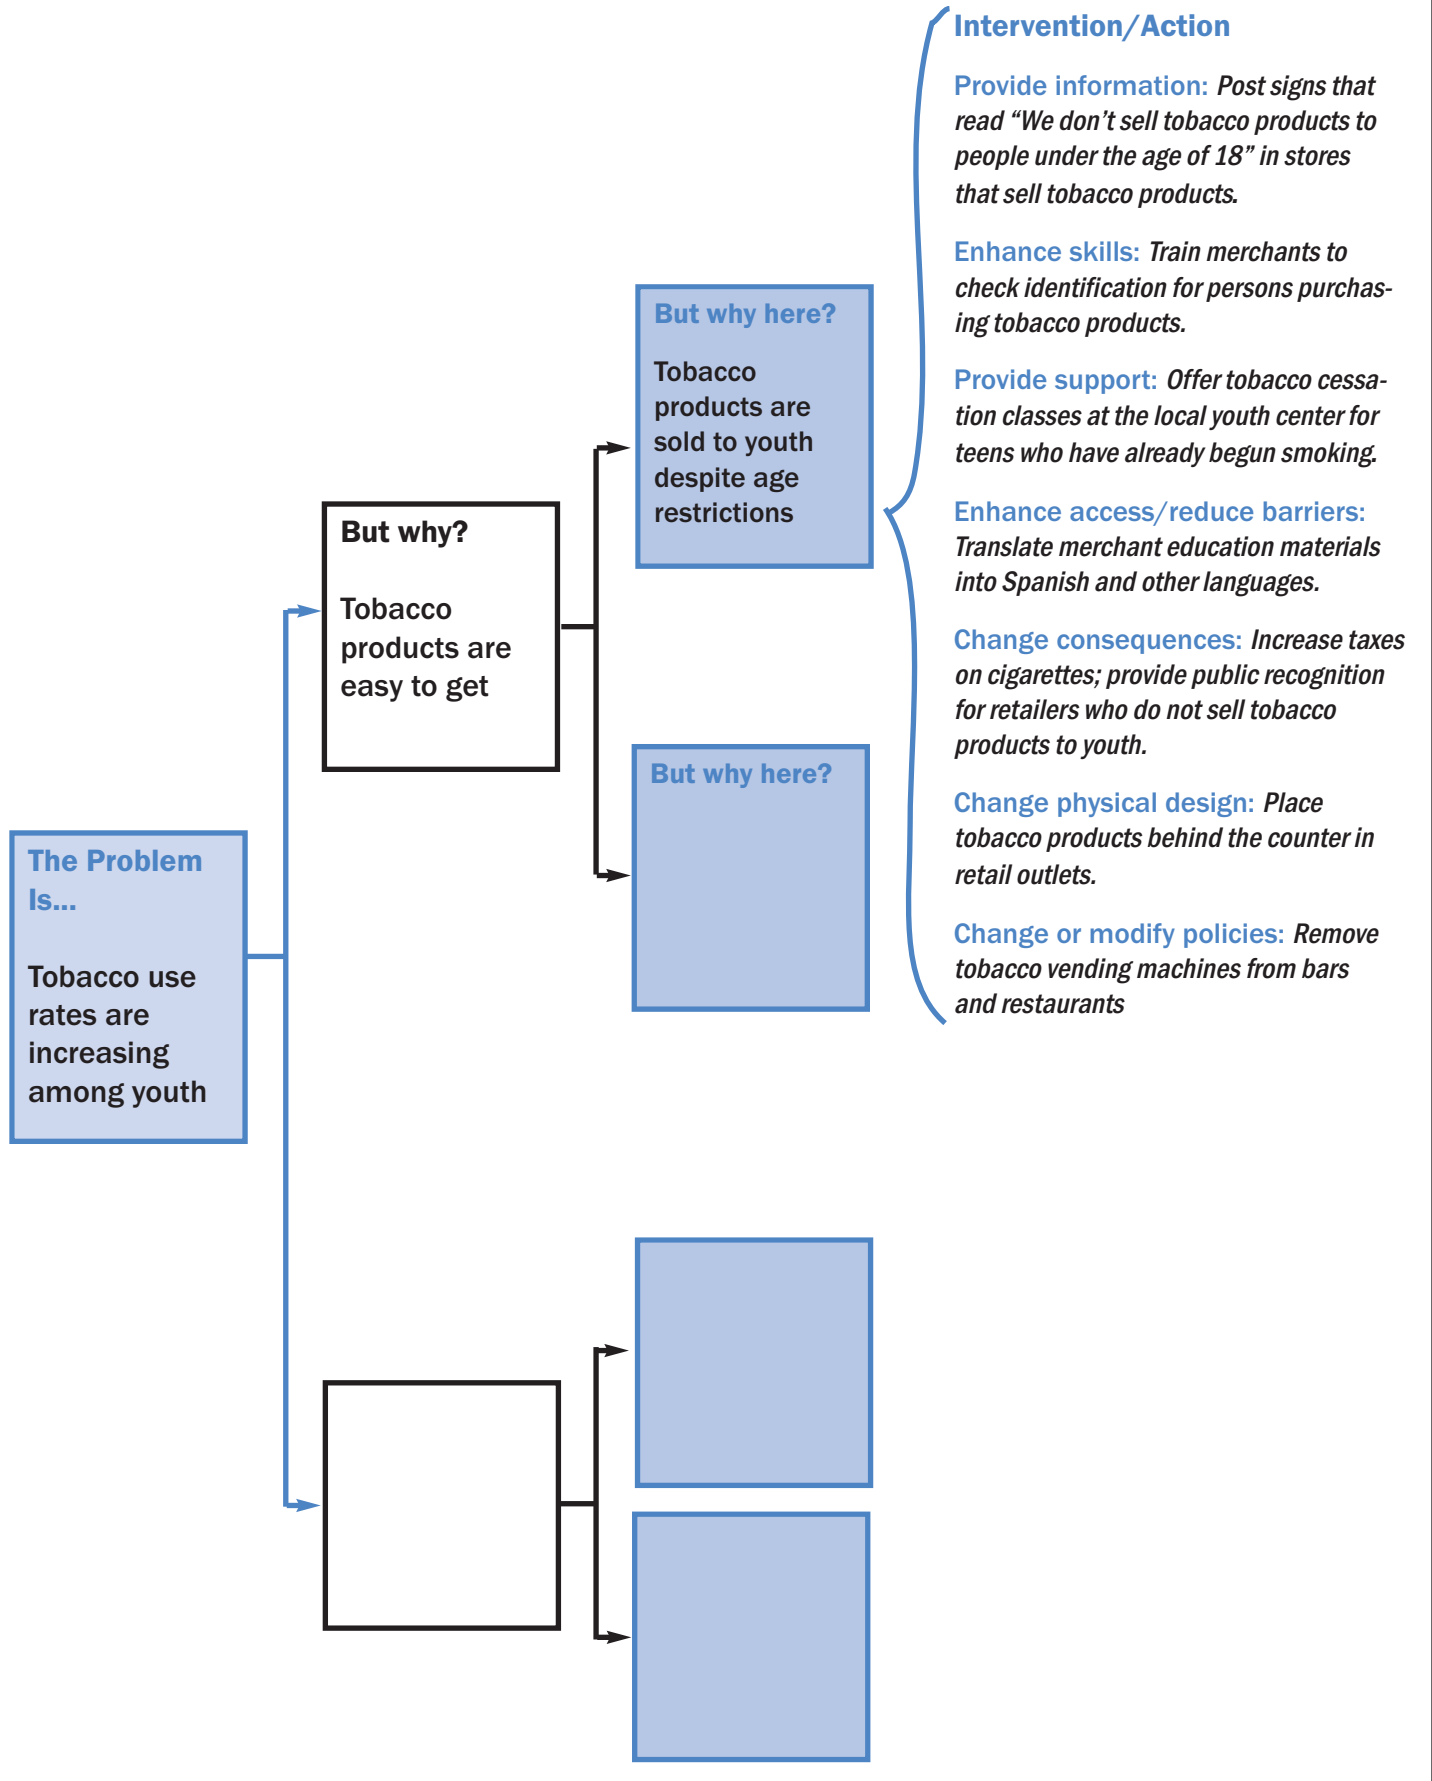 The Problem
Is...
Tobacco use
rates are
increasing
among youth
But why?
Tobacco
products are
easy to get
But why here?
Tobacco
products are
sold to youth
despite age
restrictions
But why here?
Intervention/Action
Provide information: Post signs that
read “We don’t sell tobacco products to
people under the age of 18” in stores
that sell tobacco products.
Enhance skills: Train merchants to
check identification for persons purchas-
ing tobacco products.
Provide support: Offer tobacco cessa-
tion classes at the local youth center for
teens who have already begun smoking.
Enhance access/reduce barriers:
Translate merchant education materials
into Spanish and other languages.
Change consequences: Increase taxes
on cigarettes; provide public recognition
for retailers who do not sell tobacco
products to youth.
Change physical design: Place
tobacco products behind the counter in
retail outlets.
Change or modify policies: Remove
tobacco vending machines from bars
and restaurants